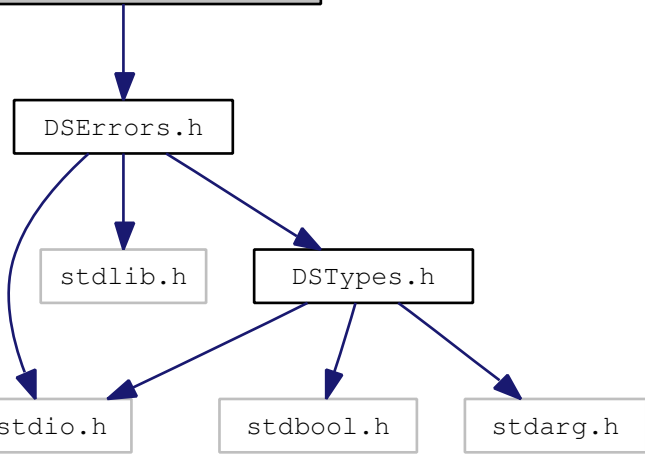 DSErrors.h
stdlib.h
DSTypes.h
stdio.h
stdbool.h
stdarg.h